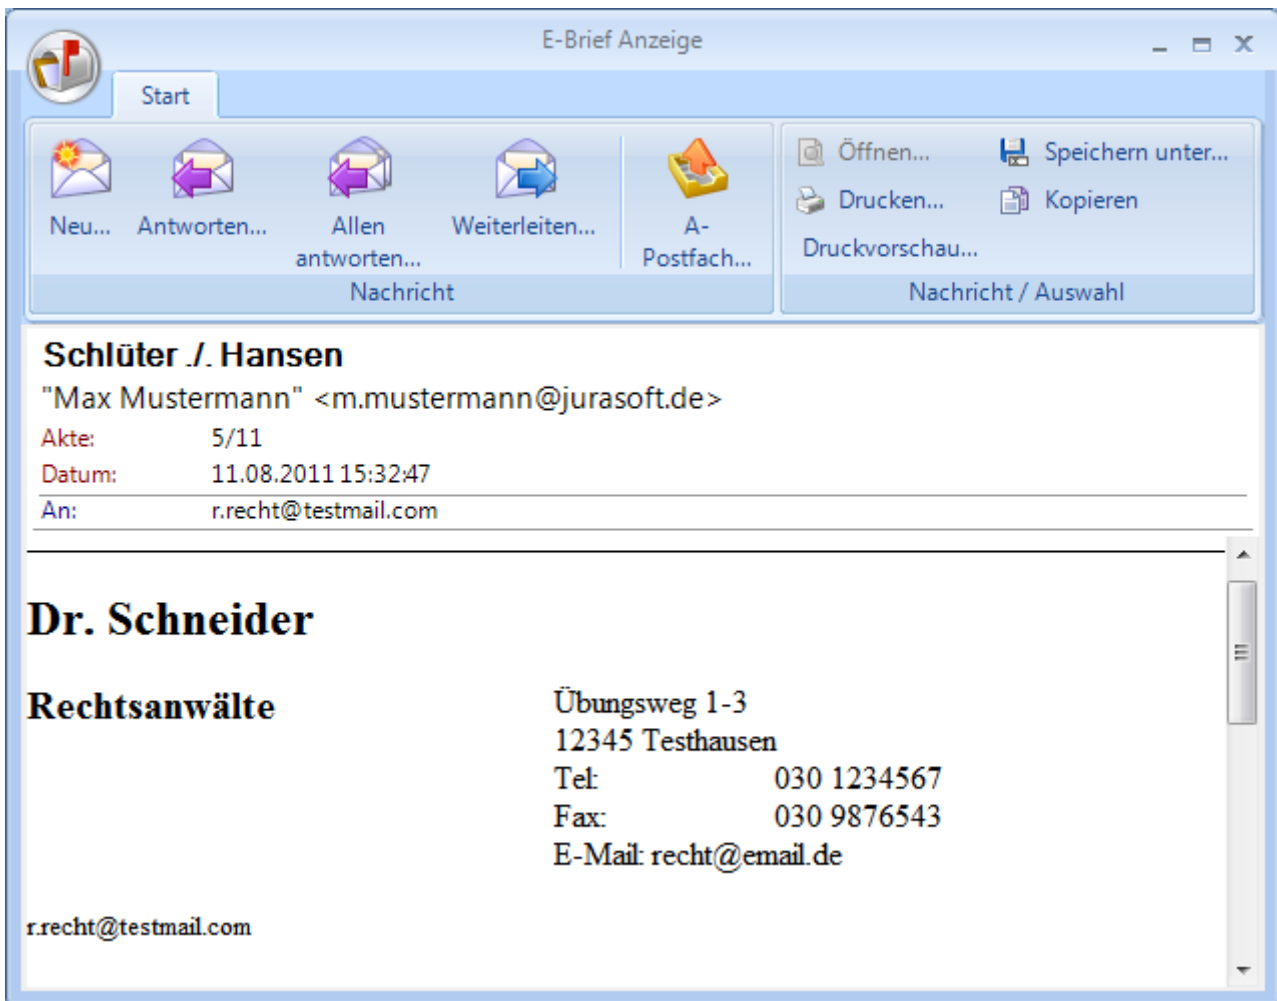 E-Brief Anzeige
Start
Neu...
Antworten...
Allen
antworten...
Weiterleiten...
A-
Postfach...
Nachricht
Öffnen...
Speichern unter...
Drucken...
Kopieren
Druckvorschau...
Nachricht / Auswahl
Schlüter ./. Hansen
"Max Mustermann" <m.mustermann@jurasoft.de>
Akte: 5/11
Datum: 11.08.2011 15:32:47
An: r.recht@testmail.com
Dr. Schneider
Rechtsanwälte
Übungsweg 1-3
12345 Testhausen
Tel: 030 1234567
Fax: 030 9876543
E-Mail: recht@email.de
r.recht@testmail.com